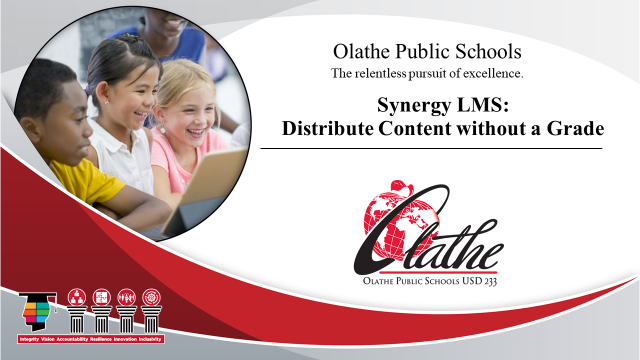 Olathe Public Schools
The relentless pursuit of excellence.
Synergy LMS:
Distribute Content without a Grade
Olathe
Olathe Public Schools USD 233
Integrity Vision Accountability Resilience Innovation Inclusivity